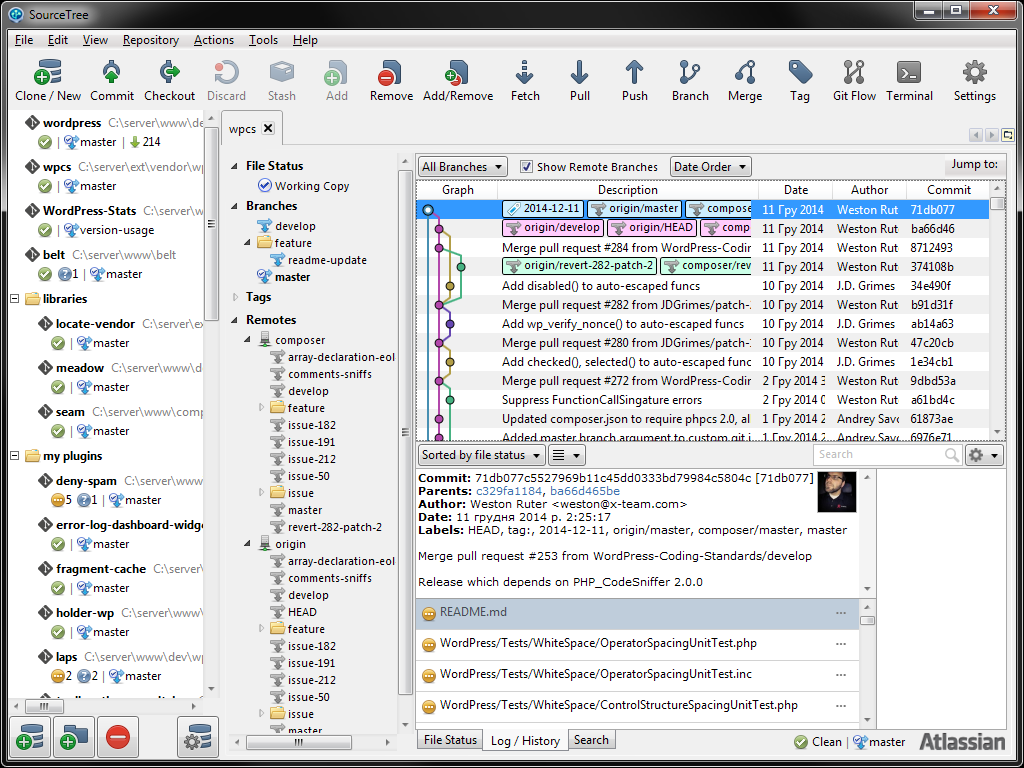 SourceTree
File Edit View Repository Actions Tools Help
Clone / New Commit Checkout Discard Stash Add Remove Add/Remove Fetch Pull Push Branch Merge Tag Git Flow Terminal Settings
wordpress C:\server\www\de
master 214
wpcs C:\server\ext\vendor\wp
master
WordPress-Stats C:\server\w
version-usage
belt C:\server\www\belt
1 master
libraries
locate-vendor C:\server\ex
master
meadow C:\server\www\d
master
seam C:\server\www\comp
master
my plugins
deny-spam C:\server\www
5 1 master
error-log-dashboard-widge
master
fragment-cache C:\server\
master
holder-wp C:\server\www
master
laps C:\server\www\dev\wp
2 2 master
wpcs
File Status
Working Copy
Branches
develop
feature
readme-update
master
Tags
Remotes
composer
array-declaration-eol
comments-sniffs
develop
feature
issue-182
issue-191
issue-212
issue-50
issue
master
revert-282-patch-2
origin
array-declaration-eol
comments-sniffs
develop
HEAD
feature
issue-182
issue-191
issue-212
issue-50
issue
master
All Branches Show Remote Branches Date Order Jump to:
Graph Description Date Author Commit
2014-12-11 origin/master compose 11 Гру 2014 Weston Rut 71db077
origin/develop origin/HEAD comp 11 Гру 2014 Weston Rut ba66d46
Merge pull request #284 from WordPress-Codin 11 Гру 2014 Weston Rut 8712493
origin/revert-282-patch-2 composer/rev 11 Гру 2014 Weston Rut 374108b
Add disabled() to auto-escaped funcs 10 Гру 2014 J.D. Grimes 34e490f
Merge pull request #282 from JDGrimes/patch- 10 Гру 2014 Weston Rut b91d31f
Add wp_verify_nonce() to auto-escaped funcs 10 Гру 2014 J.D. Grimes ab14a63
Merge pull request #280 from JDGrimes/patch- 10 Гру 2014 Weston Rut 47c20cb
Add checked(), selected() to auto-escaped func 10 Гру 2014 J.D. Grimes 1e34cb1
Merge pull request #272 from WordPress-Codin 2 Гру 2014 3 Weston Rut 9dbd53a
Suppress FunctionCallSingature errors 2 Гру 2014 0 Weston Rut a61bd4c
Updated composer.json to require phpcs 2.0, al 1 Гру 2014 2 Andrey Savc 61873ae
Added master branch argument to custom git i 1 Гру 2014 2 Andrey Savc 6976e71
Sorted by file status Search
Commit: 71db077c5527969b11c45dd0333bd79984c5804c [71db077]
Parents: c329fa1184, ba66d465be
Author: Weston Ruter <weston@x-team.com>
Date: 11 грудня 2014 р. 2:25:17
Labels: HEAD, tag:, 2014-12-11, origin/master, composer/master, master
Merge pull request #253 from WordPress-Coding-Standards/develop
Release which depends on PHP_CodeSniffer 2.0.0
README.md
WordPress/Tests/WhiteSpace/OperatorSpacingUnitTest.php
WordPress/Tests/WhiteSpace/OperatorSpacingUnitTest.inc
WordPress/Tests/WhiteSpace/ControlStructureSpacingUnitTest.php
File Status Log / History Search Clean master Atlassian